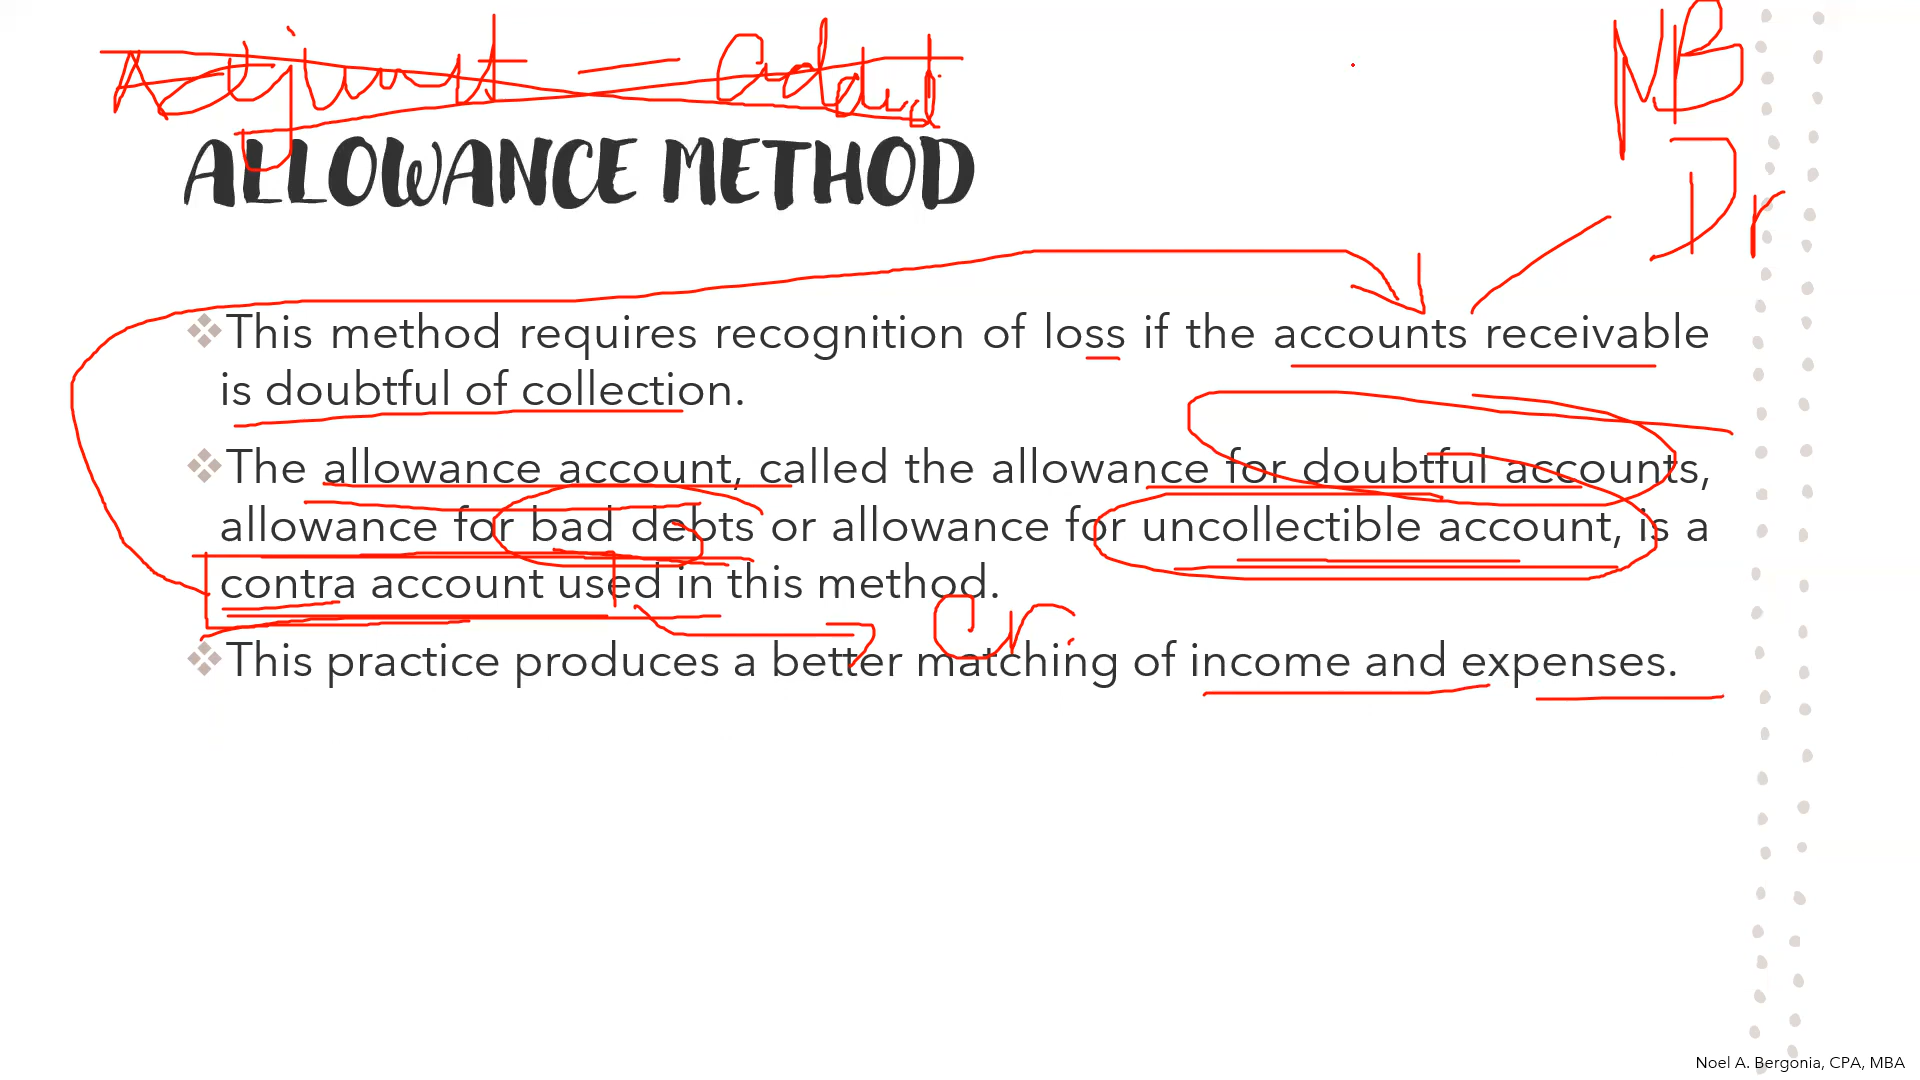 NB
Dr
ALLOWANCE METHOD
This method requires recognition of loss if the accounts receivable
is doubtful of collection.
The allowance account, called the allowance for doubtful accounts,
allowance for bad debts or allowance for uncollectible account, is a
contra account used in this method.
Cr.
This practice produces a better matching of income and expenses.
Noel A. Bergonia, CPA, MBA